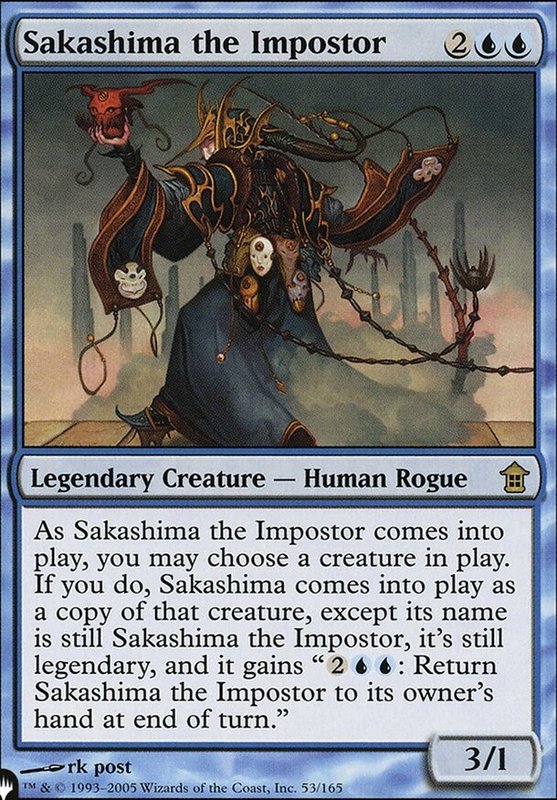 Sakashima the Impostor 2
Legendary Creature — Human Rogue
As Sakashima the Impostor comes into
play, you may choose a creature in play.
If you do, Sakashima comes into play as
a copy of that creature, except its name
is still Sakashima the Impostor, it's still
legendary, and it gains “2: Return
Sakashima the Impostor to its owner's
hand at end of turn.”
3/1
rk post
™ & © 1993–2005 Wizards of the Coast, Inc. 53/165